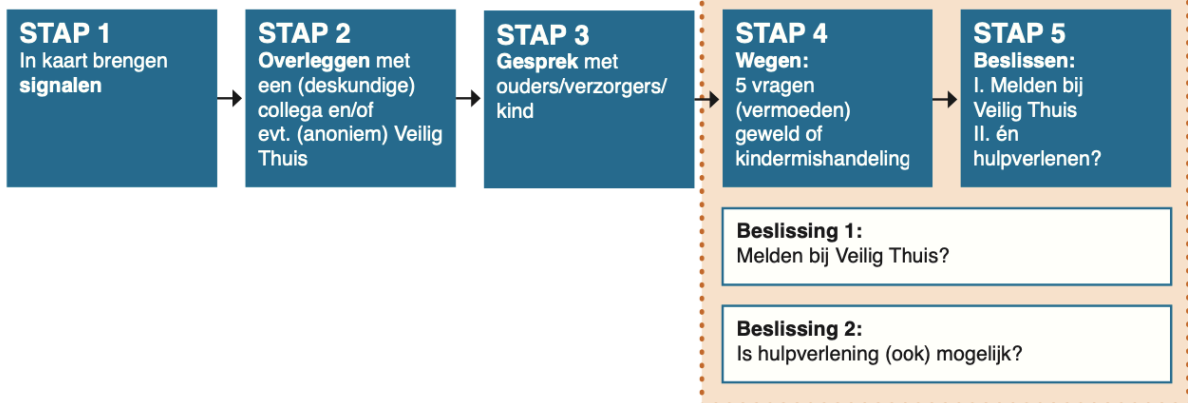 STAP 1
In kaart brengen
signalen
STAP 2
Overleggen met
een (deskundige)
collega en/of
evt. (anoniem) Veilig
Thuis
STAP 3
Gesprek met
ouders/verzorgers/
kind
STAP 4
Wegen:
5 vragen
(vermoeden)
geweld of
kindermishandeling
STAP 5
Beslissen:
I. Melden bij
Veilig Thuis
II. én
hulpverlenen?
Beslissing 1:
Melden bij Veilig Thuis?
Beslissing 2:
Is hulpverlening (ook) mogelijk?